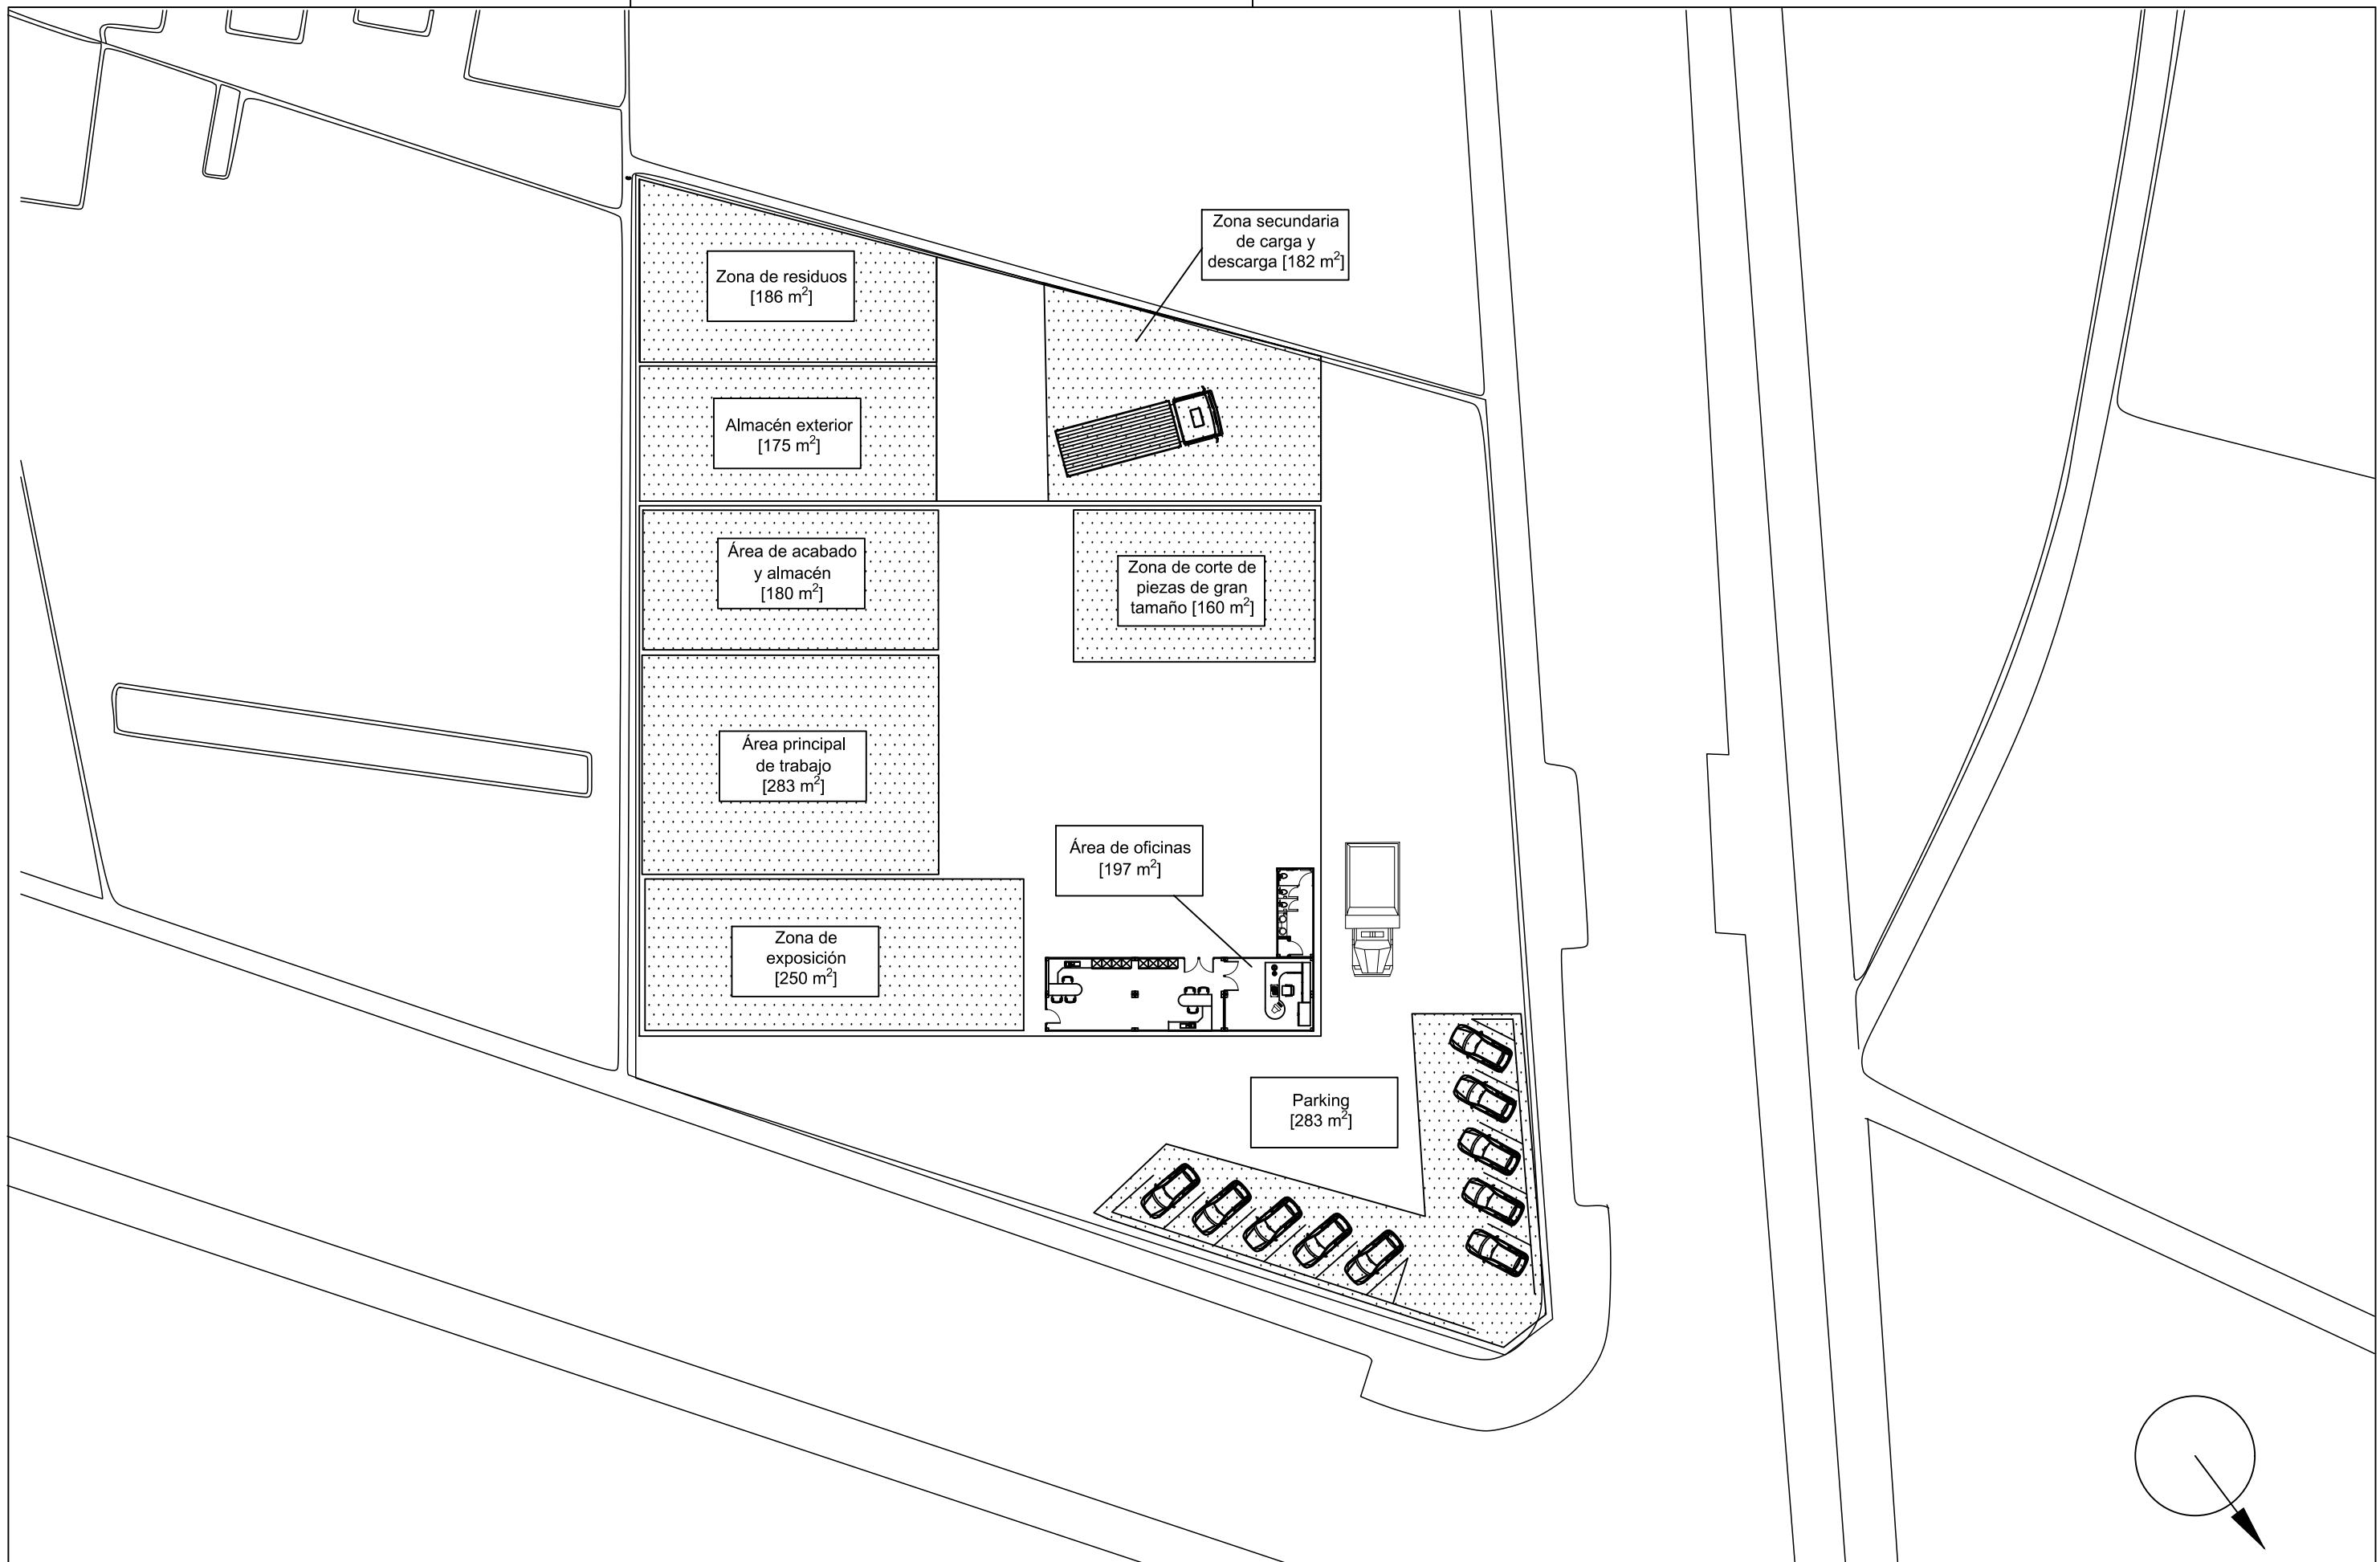 Zona secundaria
de carga y
descarga [182 m²]
Zona de residuos
[186 m²]
Almacén exterior
[175 m²]
Área de acabado
y almacén
[180 m²]
Zona de corte de
piezas de gran
tamaño [160 m²]
Área principal
de trabajo
[283 m²]
Área de oficinas
[197 m²]
Zona de
exposición
[250 m²]
Parking
[283 m²]